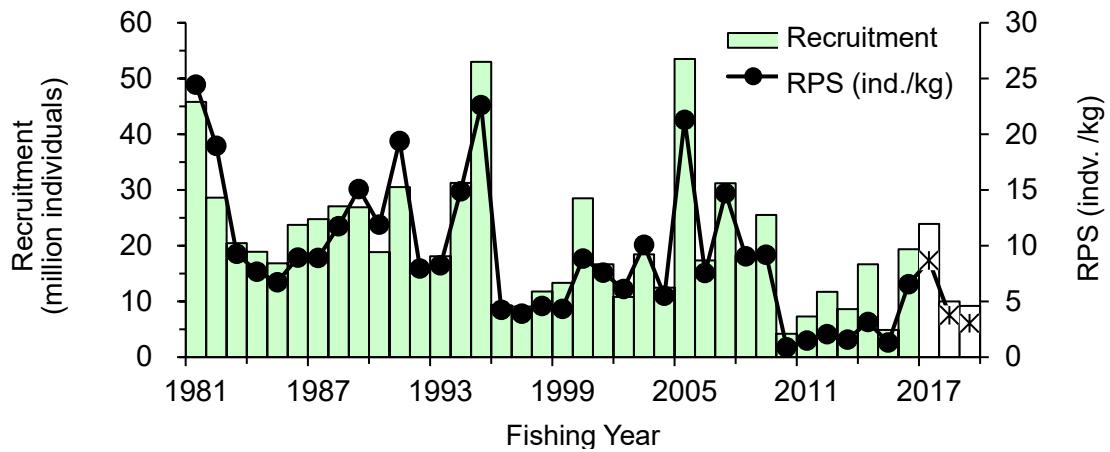 60
50
40
30
20
10
0
Recruitment
(million individuals)
Recruitment
RPS (ind./kg)
30
25
20
15
10
5
0
RPS (indv. /kg)
1981 1987 1993 1999 2005 2011 2017
Fishing Year